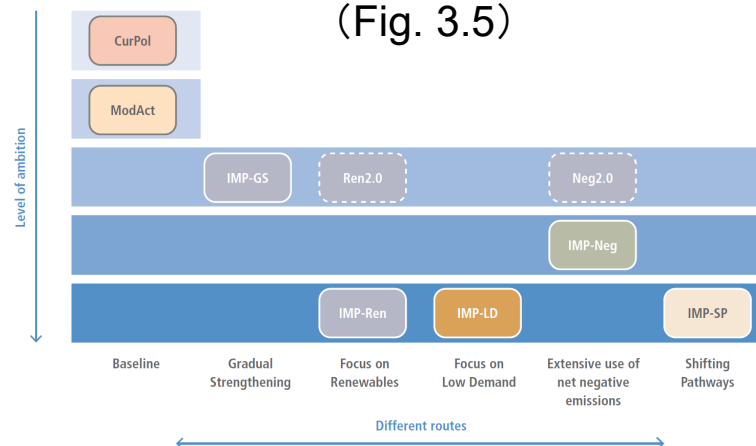 (Fig. 3.5)
CurPol
ModAct
Level of ambition
IMP-GS
Ren2.0
Neg2.0
IMP-Neg
IMP-Ren
IMP-LD
IMP-SP
Baseline
Gradual
Strengthening
Focus on
Renewables
Focus on
Low Demand
Extensive use of
net negative
emissions
Shifting
Pathways
Different routes